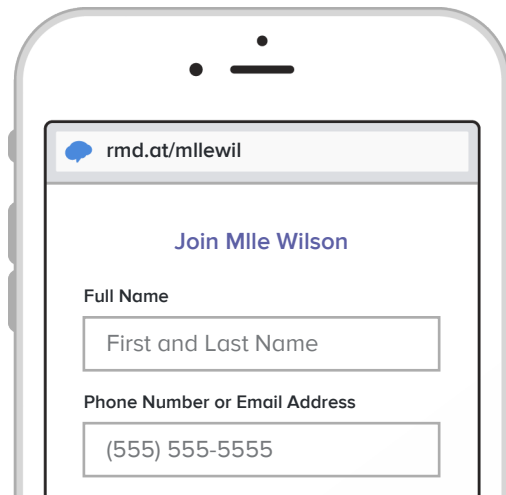 rmd.at/mllewil
Join Mlle Wilson
Full Name
First and Last Name
Phone Number or Email Address
(555) 555-5555